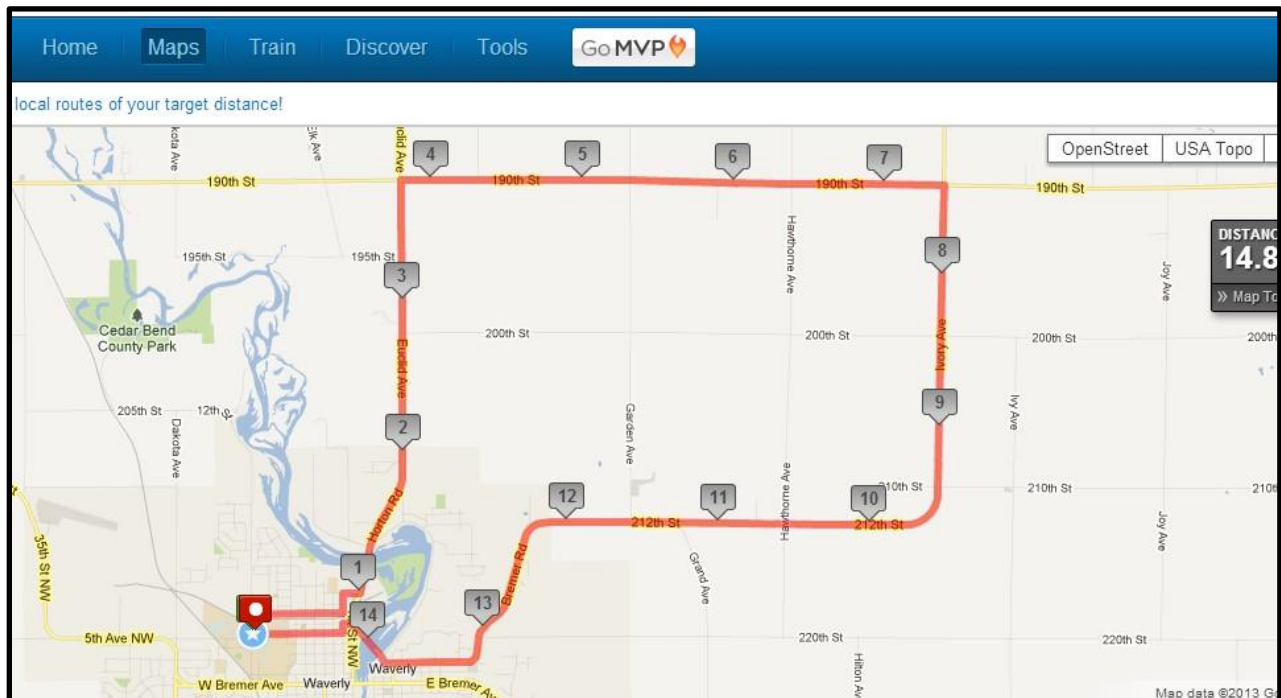 Home Maps Train Discover Tools Go MVP
local routes of your target distance!
OpenStreet USA Topo
4 5 6 7
190th St 190th St 190th St 190th St
Elk Ave
Hawthorne Ave
DISTANC
14.8
» Map To
195th St 195th St
3
8
Joy Ave
Cedar Bend
County Park
200th St 200th St 200th St 200th
Euclid Ave
Ivory Ave
205th St 12th St
Dakota Ave
2
Garden Ave
9
Ivy Ave
Hawthorne Ave
210th St 210th St 210t
12 11 10
212th St 212th St
Horton Rd
Joy Ave
35th St NW
Bremer Rd
Grand Ave
1
13
14
St NW
5th Ave NW
220th St 220th St
Waverly
Hilton Av
W Bremer Ave Waverly E Bremer Av
Map data ©2013 G